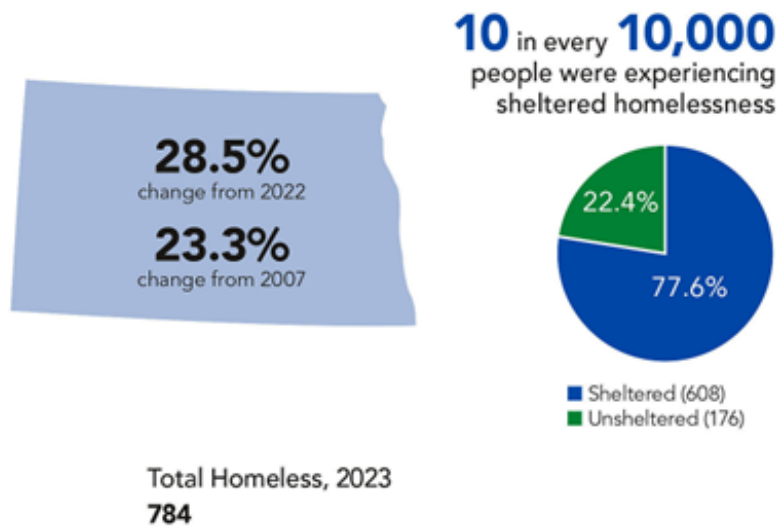 10 in every 10,000
people were experiencing
sheltered homelessness
28.5%
change from 2022
23.3%
change from 2007
22.4%
77.6%
Sheltered (608)
Unsheltered (176)
Total Homeless, 2023
784